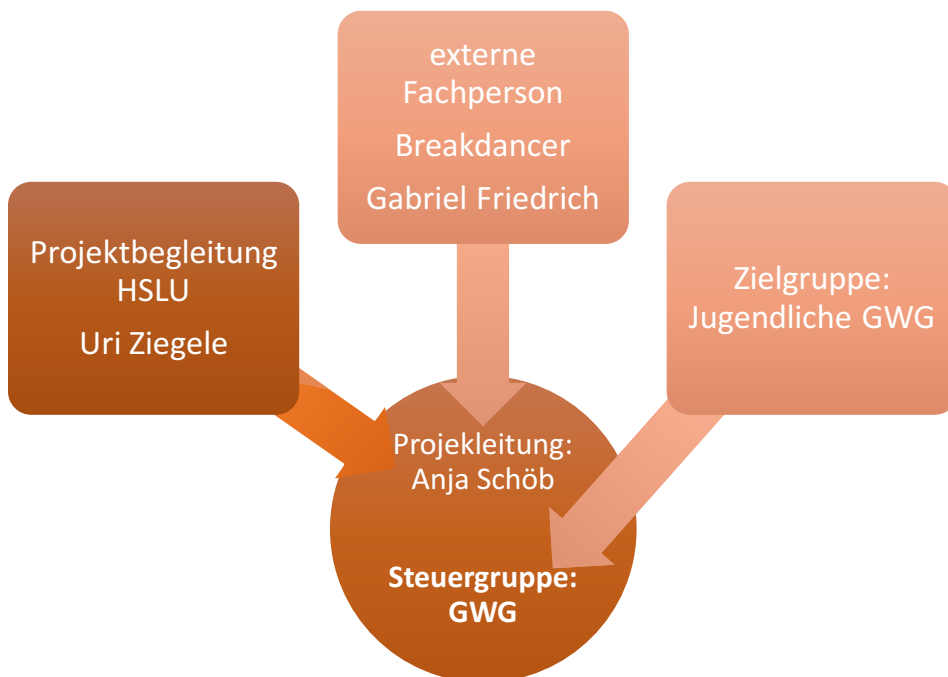 externe
Fachperson
Breakdancer
Gabriel Friedrich
Projektbegleitung
HSLU
Uri Ziegele
Zielgruppe:
Jugendliche GWG
Projekleitung:
Anja Schöb
Steuergruppe:
GWG